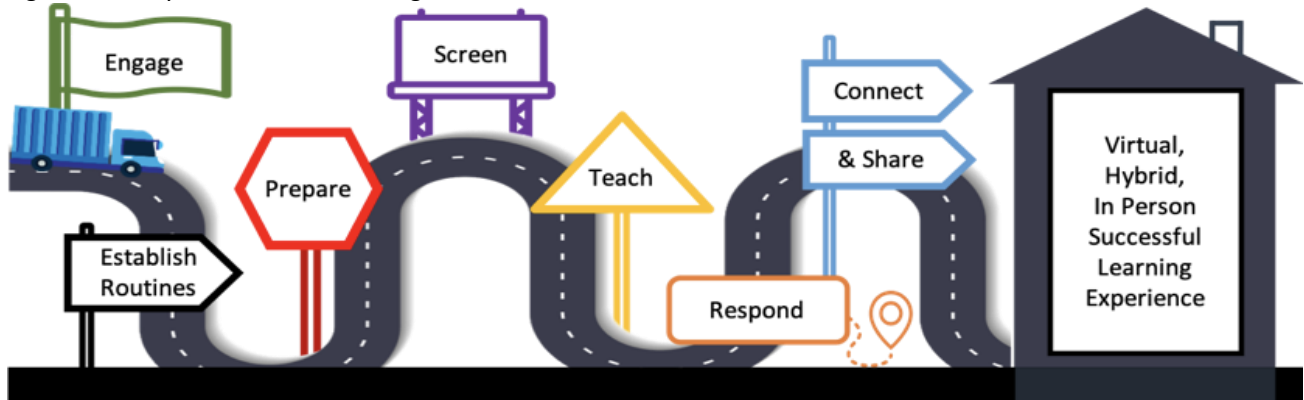 Engage
Establish
Routines
Prepare
Screen
Teach
Respond
Connect
& Share
Virtual,
Hybrid,
In Person
Successful
Learning
Experience